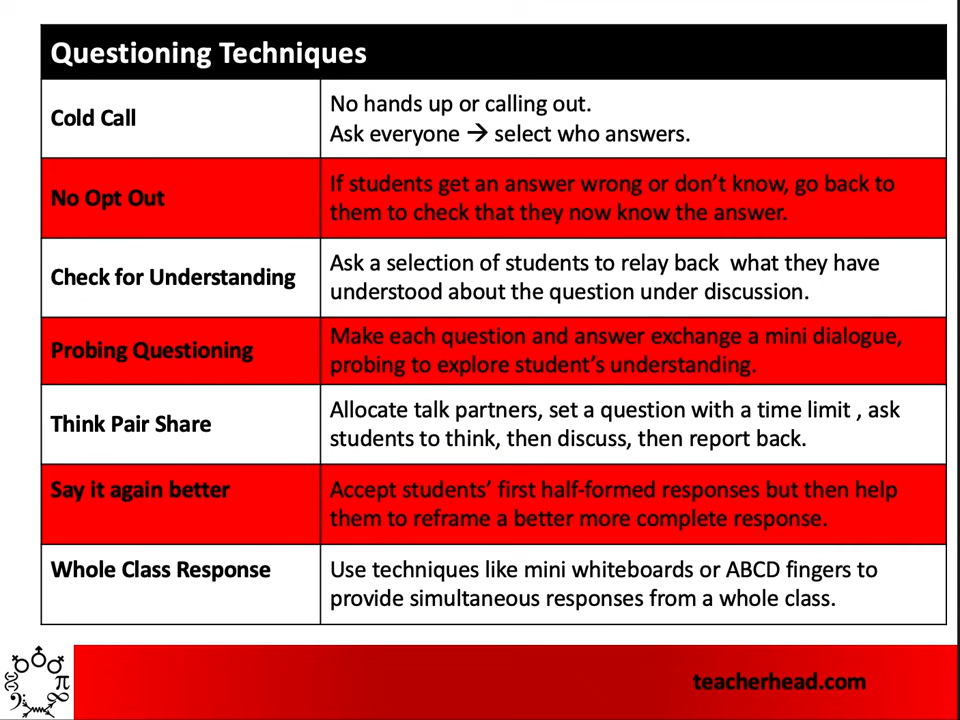 Questioning Techniques
Cold Call
No hands up or calling out.
Ask everyone → select who answers.
No Opt Out
If students get an answer wrong or don't know, go back to
them to check that they now know the answer.
Check for Understanding
Ask a selection of students to relay back  what they have
understood about the question under discussion.
Probing Questioning
Make each question and answer exchange a mini dialogue,
probing to explore student's understanding.
Think Pair Share
Allocate talk partners, set a question with a time limit , ask
students to think, then discuss, then report back.
Say it again better
Accept students' first half-formed responses but then help
them to reframe a better more complete response.
Whole Class Response
Use techniques like mini whiteboards or ABCD fingers to
provide simultaneous responses from a whole class.
π
teacherhead.com